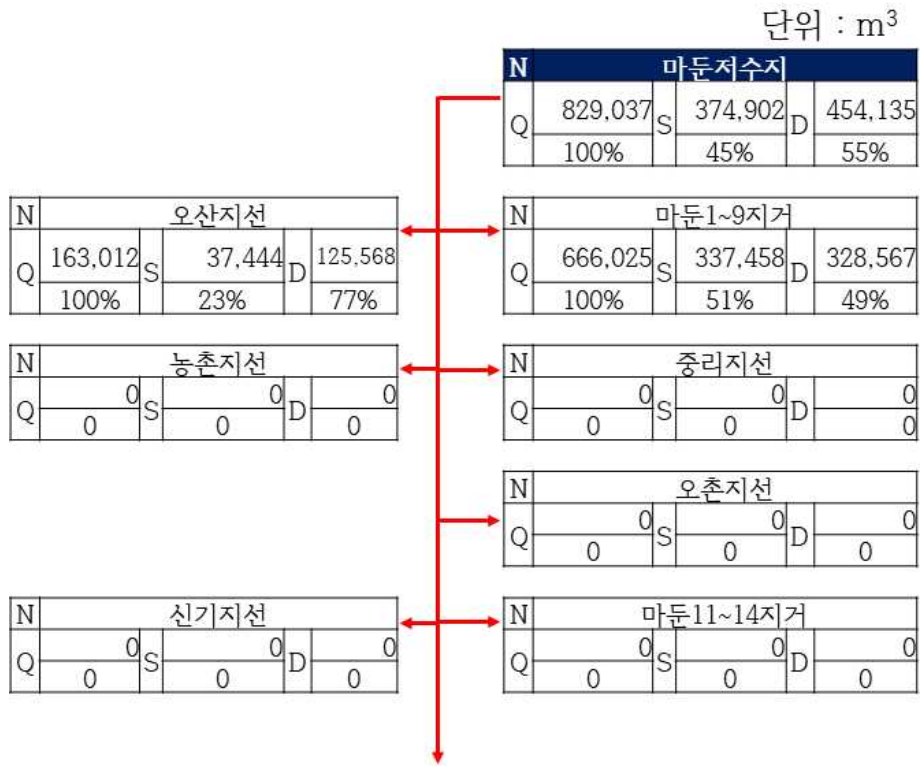 단위 : m³
N 마둔저수지
Q 829,037 S 374,902 D 454,135
100% 45% 55%
N 오산지선
Q 163,012 S 37,444 D 125,568
100% 23% 77%
N 마둔1~9지거
Q 666,025 S 337,458 D 328,567
100% 51% 49%
N 농촌지선
Q 0 S 0 D 0
0 0 0
N 중리지선
Q 0 S 0 D 0
0 0 0
N 오촌지선
Q 0 S 0 D 0
0 0 0
N 신기지선
Q 0 S 0 D 0
0 0 0
N 마둔11~14지거
Q 0 S 0 D 0
0 0 0